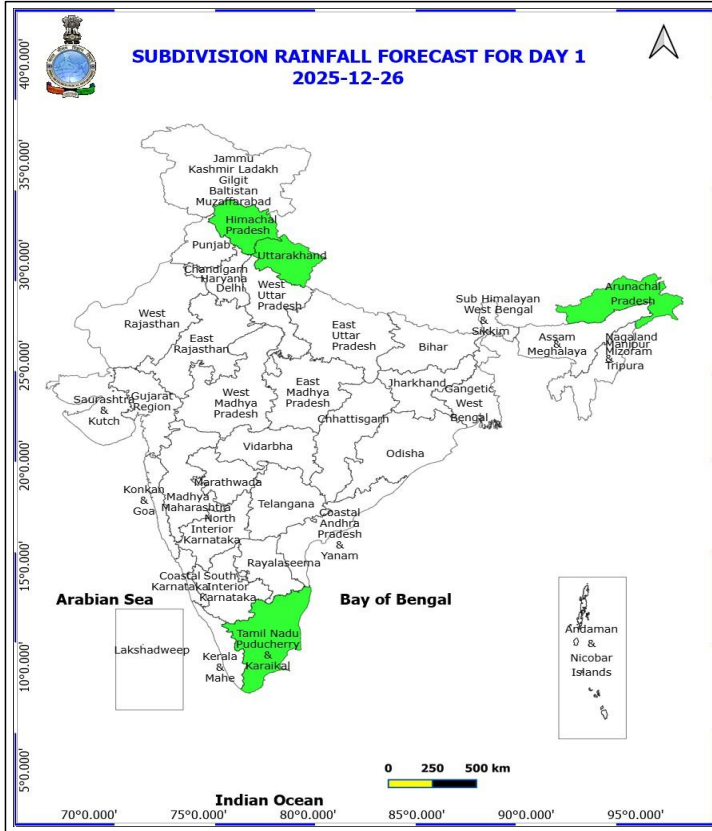 SUBDIVISION RAINFALL FORECAST FOR DAY 1
2025-12-26
40°0.000'
35°0.000'
30°0.000'
25°0.000'
20°0.000'
15°0.000'
10°0.000'
5°0.000'
Jammu
Kashmir Ladakh
Gilgit
Baltistan
Muzaffarabad
Himachal
Pradesh
Punjab
Uttarakhand
Chandigarh
Haryana
Delhi
West
Uttar
Pradesh
Arunachal
Pradesh
Sub Himalayan
West Bengal
&
Sikkim
West
Rajasthan
East
Rajasthan
East
Uttar
Pradesh
Bihar
Assam
&
Meghalaya
Nagaland
Manipur
Mizoram
&
Tripura
Saurashtra
&
Kutch
Gujarat
Region
West
Madhya
Pradesh
East
Madhya
Pradesh
Jharkhand
Gangetic
West
Bengal
Chhattisgarh
Vidarbha
Odisha
Konkan
&
Goa
Marathwada
Madhya
Maharashtra
North
Interior
Karnataka
Telangana
Coastal
Andhra
Pradesh
&
Yanam
Rayalaseema
Coastal
Karnataka
South
Interior
Karnataka
Arabian Sea
Bay of Bengal
Lakshadweep
Kerala
&
Mahe
Tamil Nadu
Puducherry
&
Karaikal
Andaman
&
Nicobar
Islands
0 250 500 km
Indian Ocean
70°0.000' 75°0.000' 80°0.000' 85°0.000' 90°0.000' 95°0.000'